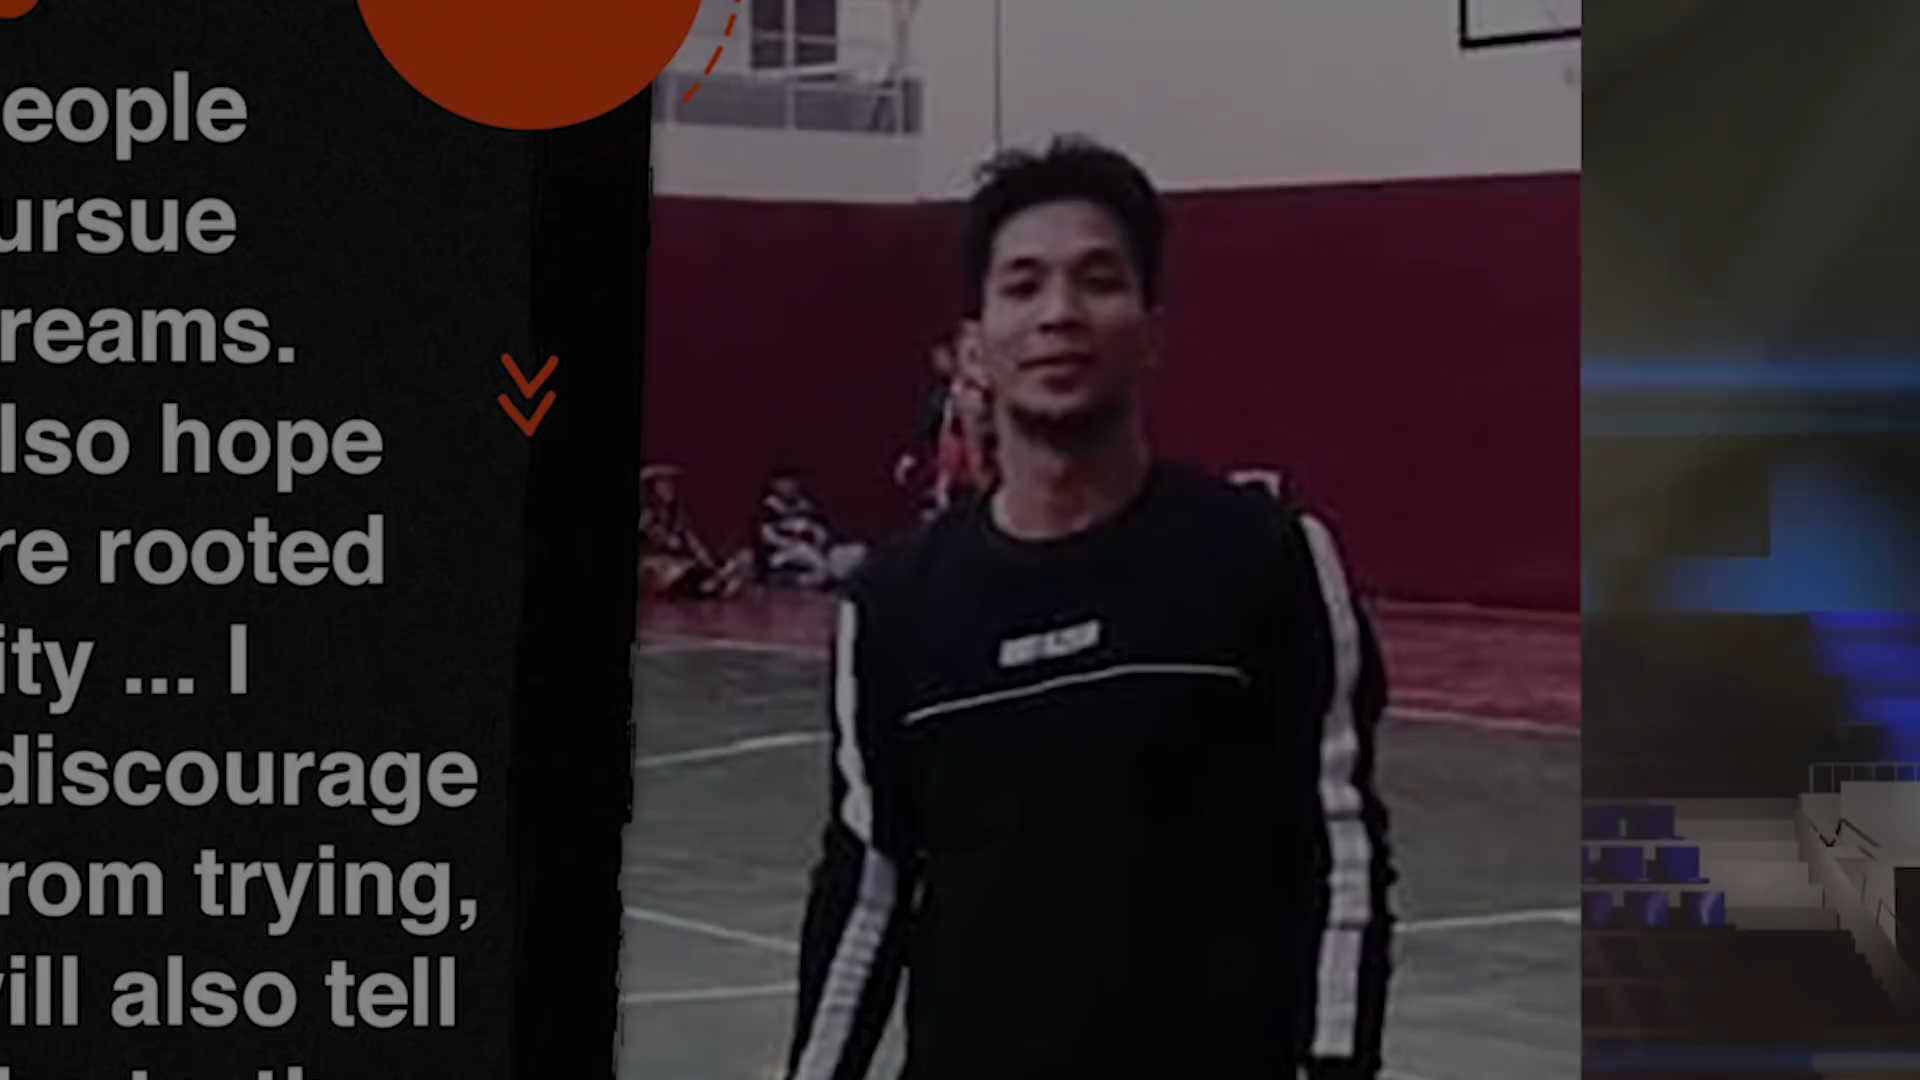 eople
ursue
reams.
lso hope
re rooted
ity ... I
discourage
rom trying,
ill also tell